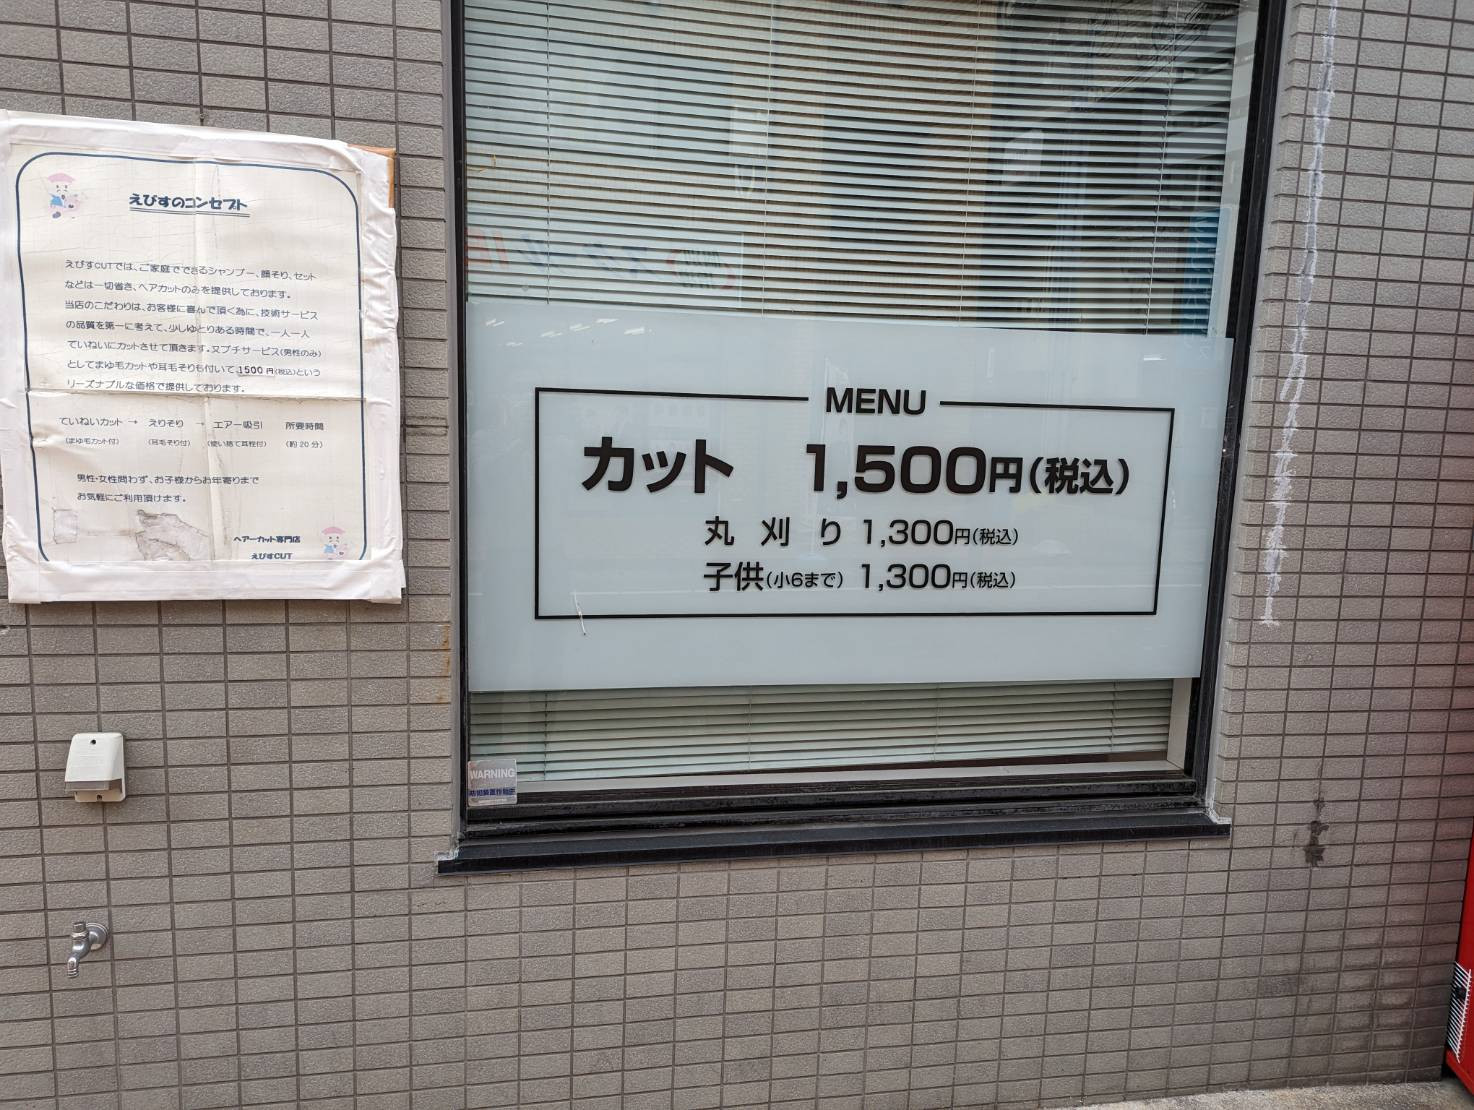 えびすのコンセプト
えびすCUTでは、ご家庭でできるシャンプー、顔そり、セット
などは一切省き、ヘアカットのみを提供しております。
当店のこだわりは、お客様に喜んで頂く為に、技術サービス
の品質を第一に考えて、少しゆとりある時間で、一人一人
ていねいにカットさせて頂きます。又プチサービス(男性のみ)
としてまゆ毛カットや耳毛そりも付いて、1500円(税込)という
リーズナブルな価格で提供しております。
ていねいカット → えりそり → エアー吸引 所要時間
(まゆ毛カット付) (耳毛そり付) (使い捨て耳栓付) (約20分)
男性・女性問わず、お子様からお年寄りまで
お気軽にご利用頂けます。
ヘアーカット専門店
えびすCUT
MENU
カット 1,500円(税込)
丸刈り 1,300円(税込)
子供(小6まで) 1,300円(税込)
WARNING